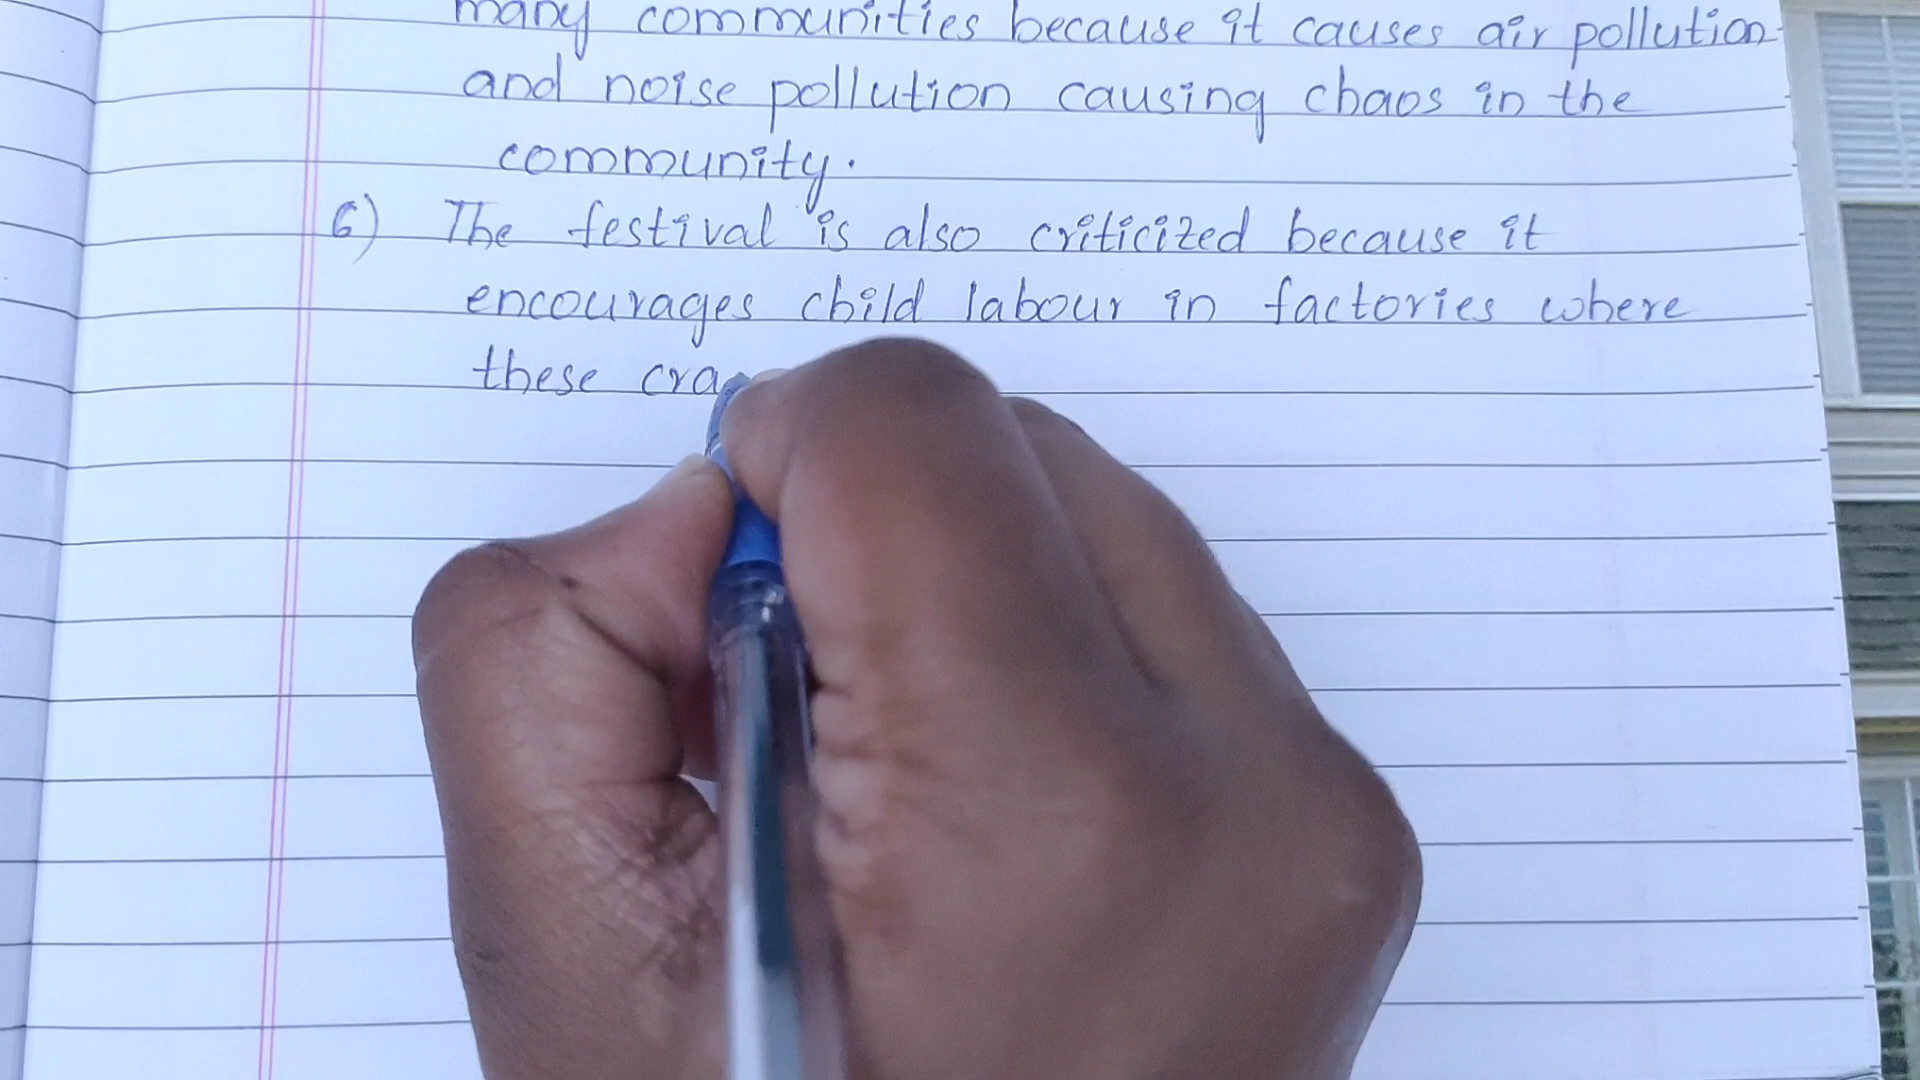 many communities because it causes air pollution
and noise pollution causing chaos in the
community.
6) The festival is also criticized because it
encourages child labour in factories where
these cra